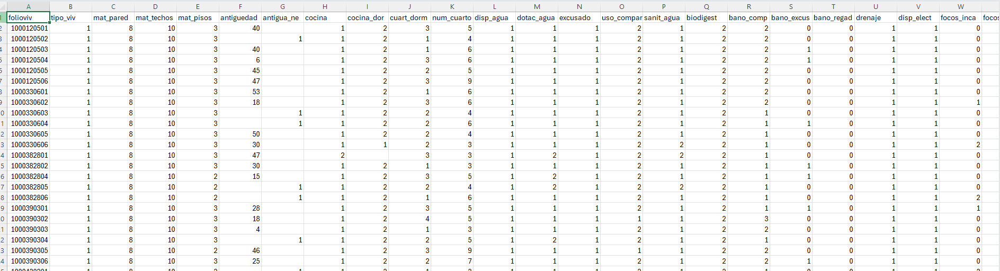 A B C D E F G H I J K L M N O P Q R S T U V W
1 folioviv tipo_viv mat_pared mat_techos mat_pisos antiguedad antigua_ne cocina cocina_dor cuart_dorm num_cuarto disp_agua dotac_agua excusado uso_compar sanit_agua biodigest bano_comp bano_excus bano_regad drenaje disp_elect focos_inca focos
2 1000120501 1 8 10 3 40 1 2 3 5 1 1 1 2 1 2 2 0 0 1 1 0
3 1000120502 1 8 10 3 1 1 2 1 4 1 1 1 2 1 2 2 0 0 1 1 0
4 1000120503 1 8 10 3 40 1 2 1 6 1 1 1 2 1 2 2 1 0 1 1 0
5 1000120504 1 8 10 3 6 1 2 3 6 1 1 1 2 1 2 2 1 0 1 1 0
6 1000120505 1 8 10 3 45 1 2 2 5 1 1 1 2 1 2 2 0 0 1 1 0
7 1000120506 1 8 10 3 47 1 2 3 9 1 1 1 2 1 2 2 0 0 1 1 0
8 1000330601 1 8 10 3 53 1 2 1 6 1 1 1 2 1 2 2 0 0 1 1 0
9 1000330602 1 8 10 3 18 1 2 3 6 1 1 1 2 1 2 2 0 0 1 1 1
0 1000330603 1 8 10 3 1 1 2 2 4 1 1 1 2 1 2 1 0 0 1 1 0
1 1000330604 1 8 10 3 1 1 2 2 6 1 1 1 2 1 2 1 1 0 1 1 0
2 1000330605 1 8 10 3 50 1 2 2 4 1 1 1 2 1 2 1 0 0 1 1 0
3 1000330606 1 8 10 3 30 1 1 2 3 1 1 1 2 2 2 1 0 0 1 1 2
4 1000382801 1 8 10 3 47 2 3 3 1 2 1 2 2 2 1 0 0 1 1 0
5 1000382802 1 8 10 3 30 1 2 1 3 1 1 1 2 1 2 1 1 0 1 1 0
6 1000382804 1 8 10 2 15 1 2 3 5 1 2 1 2 1 2 1 1 0 1 1 0
7 1000382805 1 8 10 2 1 1 2 2 4 1 2 1 2 2 2 1 0 0 1 1 0
8 1000382806 1 8 10 2 1 1 2 1 6 1 1 1 2 1 2 1 0 0 1 1 2
9 1000390301 1 8 10 3 28 1 2 3 5 1 1 1 2 1 2 1 1 0 1 1 1
0 1000390302 1 8 10 3 18 1 2 4 5 1 1 1 1 1 2 3 0 0 1 1 0
1 1000390303 1 8 10 3 4 1 2 1 3 1 1 1 2 1 2 2 0 0 1 1 0
2 1000390304 1 8 10 3 1 1 2 2 5 1 2 1 2 1 2 1 0 0 1 1 0
3 1000390305 1 8 10 2 46 1 2 3 9 1 1 1 1 1 2 2 0 0 1 1 0
4 1000390306 1 8 10 3 25 1 2 2 7 1 1 1 2 1 2 2 1 0 1 1 0